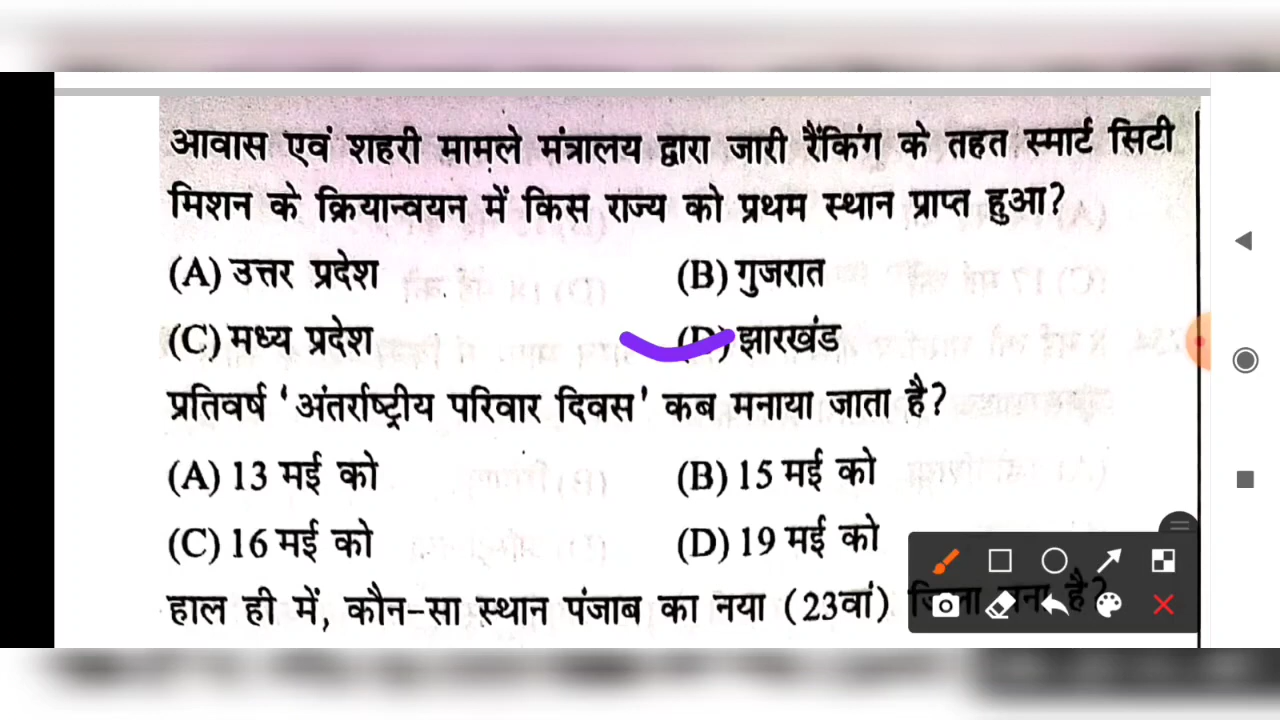 आवास एवं शहरी मामले मंत्रालय द्वारा जारी रैंकिंग के तहत स्मार्ट सिटी
मिशन के क्रियान्वयन में किस राज्य को प्रथम स्थान प्राप्त हुआ?
(A) उत्तर प्रदेश (B) गुजरात
(C) मध्य प्रदेश (D) झारखंड
प्रतिवर्ष 'अंतर्राष्ट्रीय परिवार दिवस' कब मनाया जाता है?
(A) 13 मई को (B) 15 मई को
(C) 16 मई को (D) 19 मई को
हाल ही में, कौन-सा स्थान पंजाब का नया (23वां) जिला बना है?